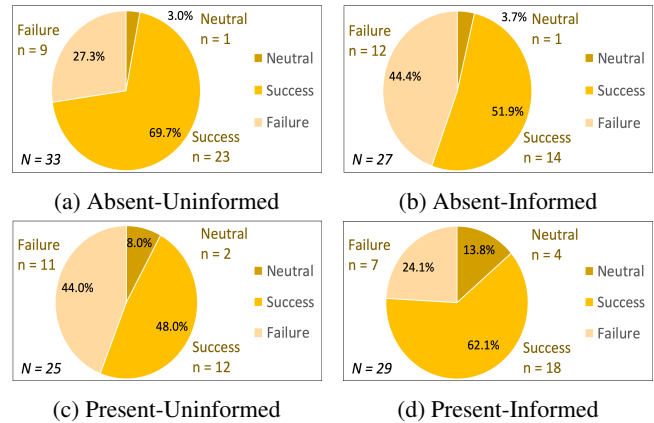 Failure
n = 9
3.0%
Neutral
n = 1
27.3%
69.7%
Success
n = 23
Neutral
Success
Failure
N = 33
(a) Absent-Uninformed
Failure
n = 12
3.7%
Neutral
n = 1
44.4%
51.9%
Success
n = 14
Neutral
Success
Failure
N = 27
(b) Absent-Informed
Failure
n = 11
8.0%
Neutral
n = 2
44.0%
48.0%
Success
n = 12
Neutral
Success
Failure
N = 25
(c) Present-Uninformed
Failure
n = 7
13.8%
Neutral
n = 4
24.1%
62.1%
Success
n = 18
Neutral
Success
Failure
N = 29
(d) Present-Informed